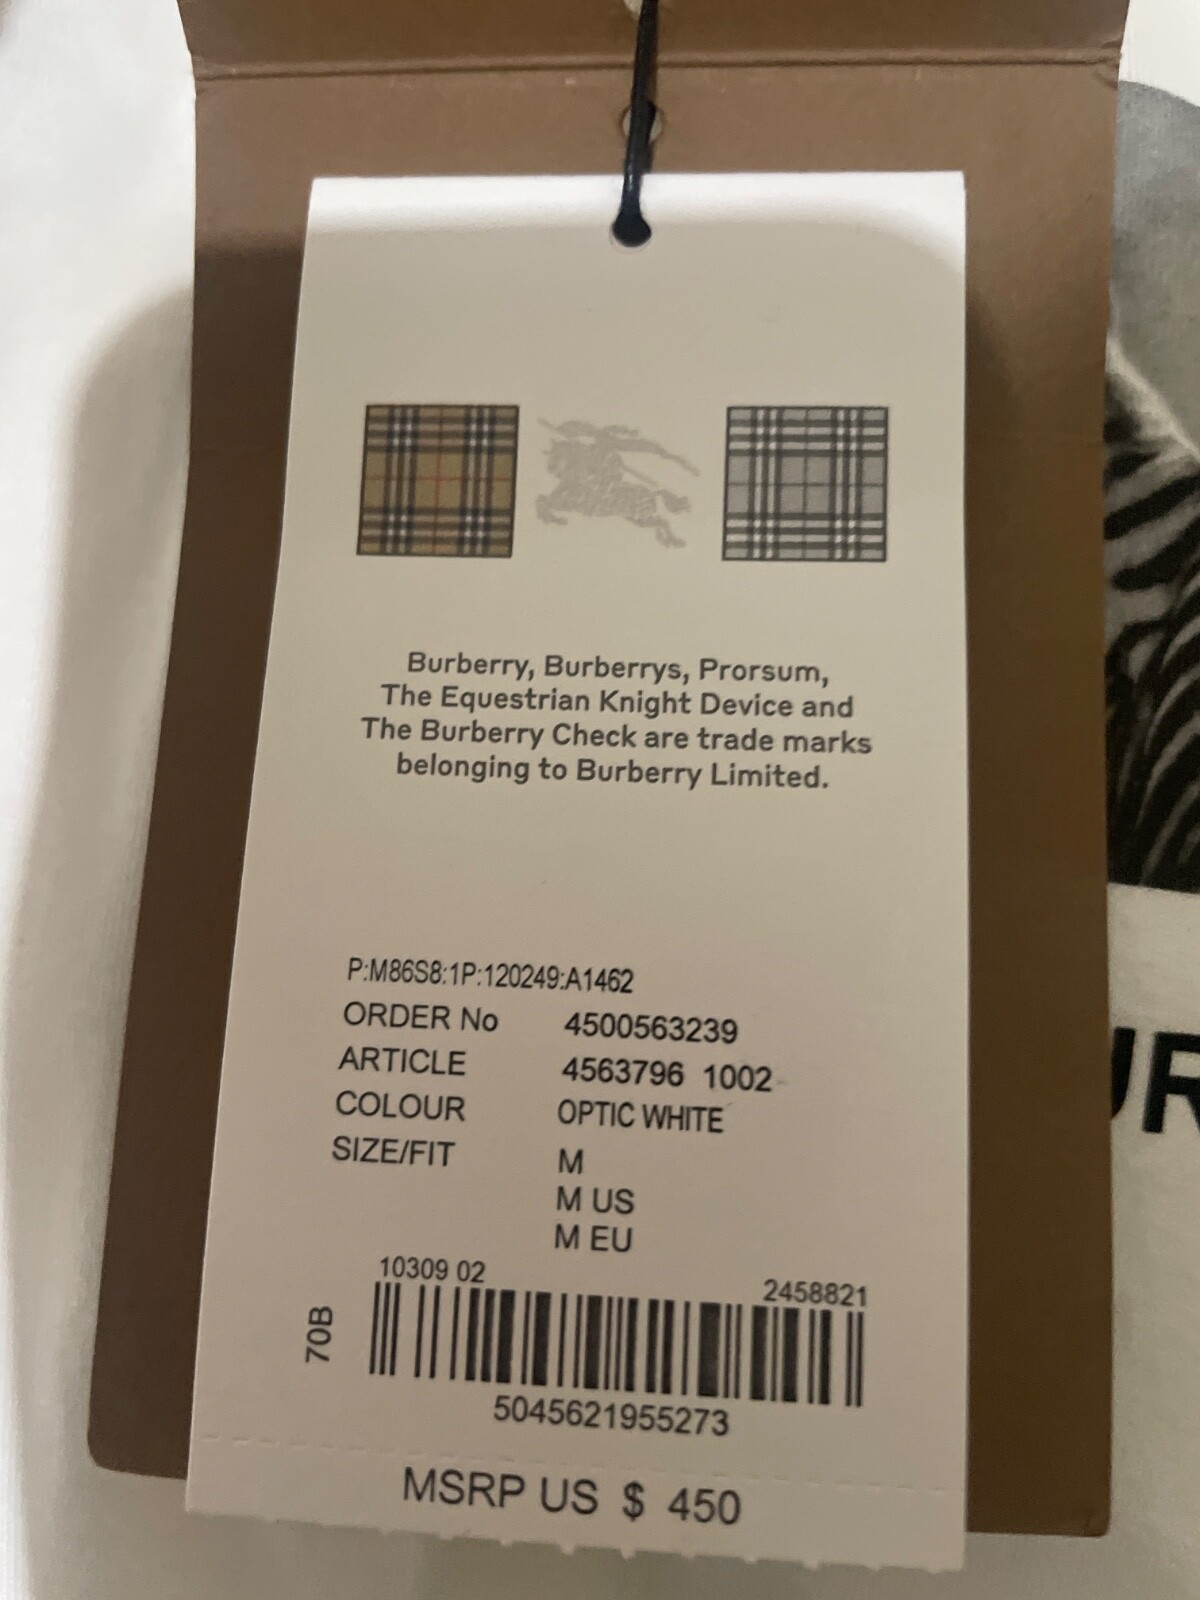 Burberry, Burberrys, Prorsum,
The Equestrian Knight Device and
The Burberry Check are trade marks
belonging to Burberry Limited.
P:M86S8:1P:120249:A1462
ORDER No 4500563239
ARTICLE 4563796 1002
COLOUR OPTIC WHITE
SIZE/FIT M
M US
M EU
10309 02 2458821
70B
5045621955273
MSRP US $ 450
UR